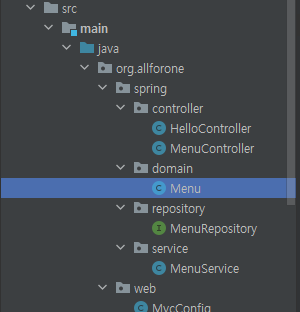 src
main
java
org.allforone
spring
controller
C HelloController
C MenuController
domain
C Menu
repository
I MenuRepository
service
C MenuService
web
C MvcConfig